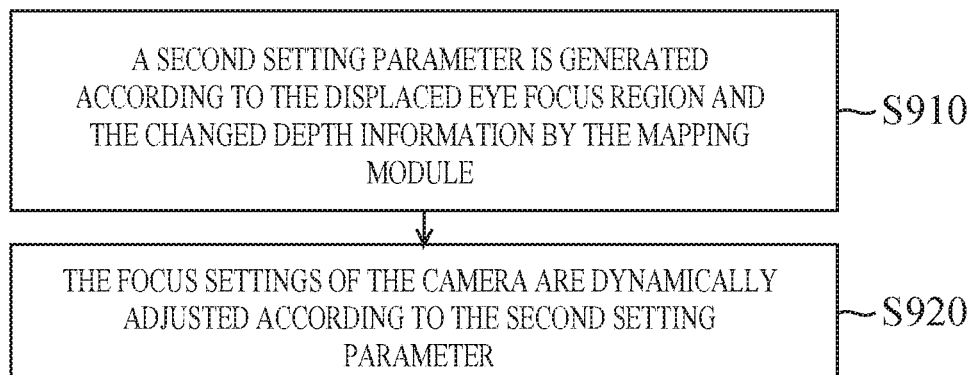 A SECOND SETTING PARAMETER IS GENERATED
ACCORDING TO THE DISPLACED EYE FOCUS REGION AND
THE CHANGED DEPTH INFORMATION BY THE MAPPING
MODULE
S910
THE FOCUS SETTINGS OF THE CAMERA ARE DYNAMICALLY
ADJUSTED ACCORDING TO THE SECOND SETTING
PARAMETER
S920